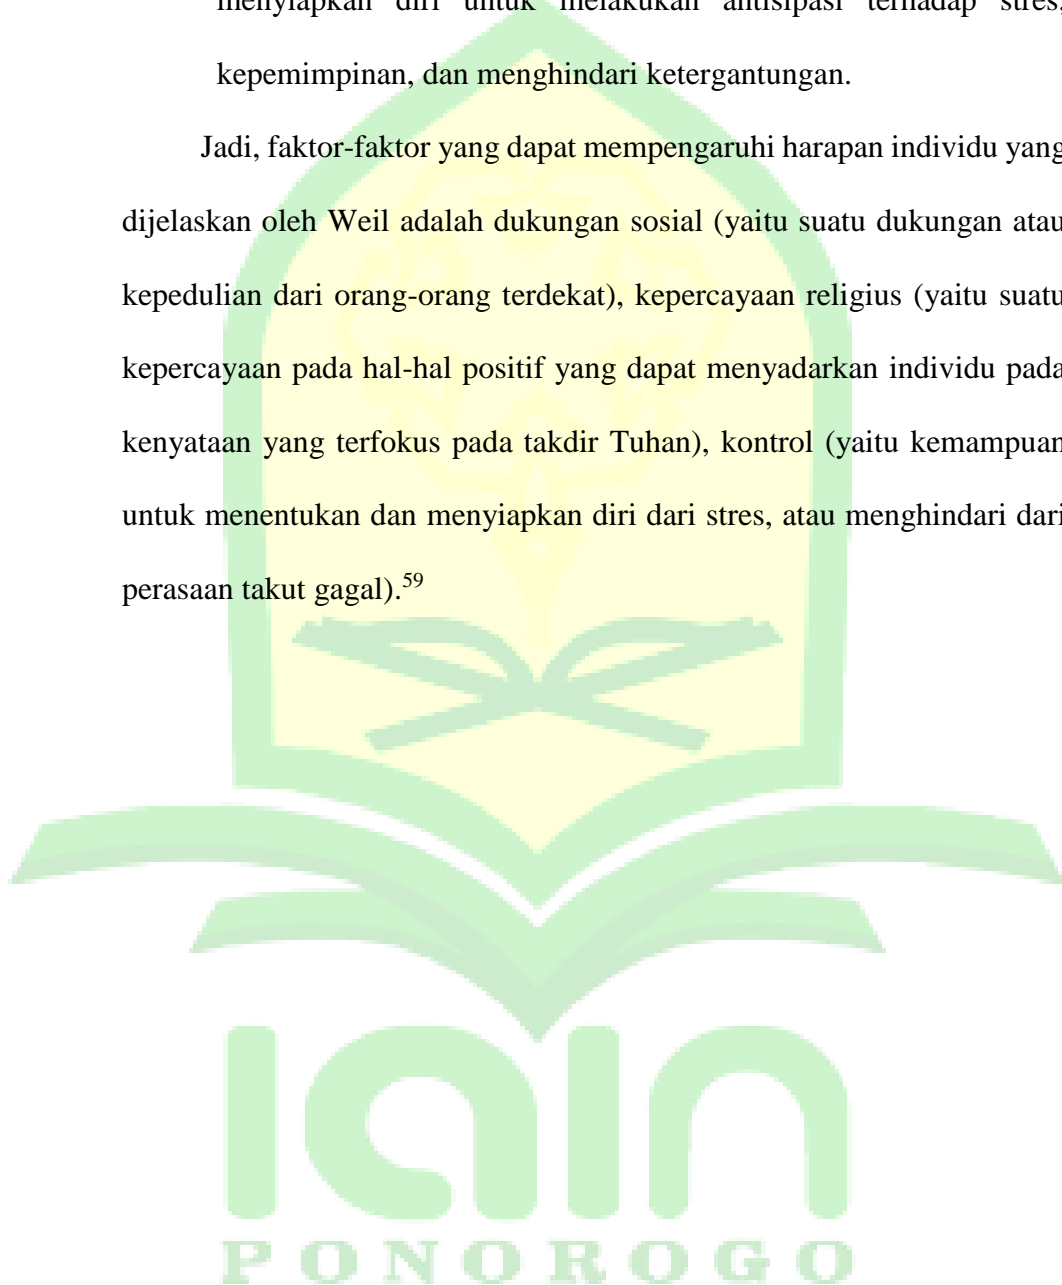 menyiapkan diri untuk melakukan antisipasi terhadap stres,
kepemimpinan, dan menghindari ketergantungan.
Jadi, faktor-faktor yang dapat mempengaruhi harapan individu yang
dijelaskan oleh Weil adalah dukungan sosial (yaitu suatu dukungan atau
kepedulian dari orang-orang terdekat), kepercayaan religius (yaitu suatu
kepercayaan pada hal-hal positif yang dapat menyadarkan individu pada
kenyataan yang terfokus pada takdir Tuhan), kontrol (yaitu kemampuan
untuk menentukan dan menyiapkan diri dari stres, atau menghindari dari
perasaan takut gagal).⁵⁹
iain
PONOROGO